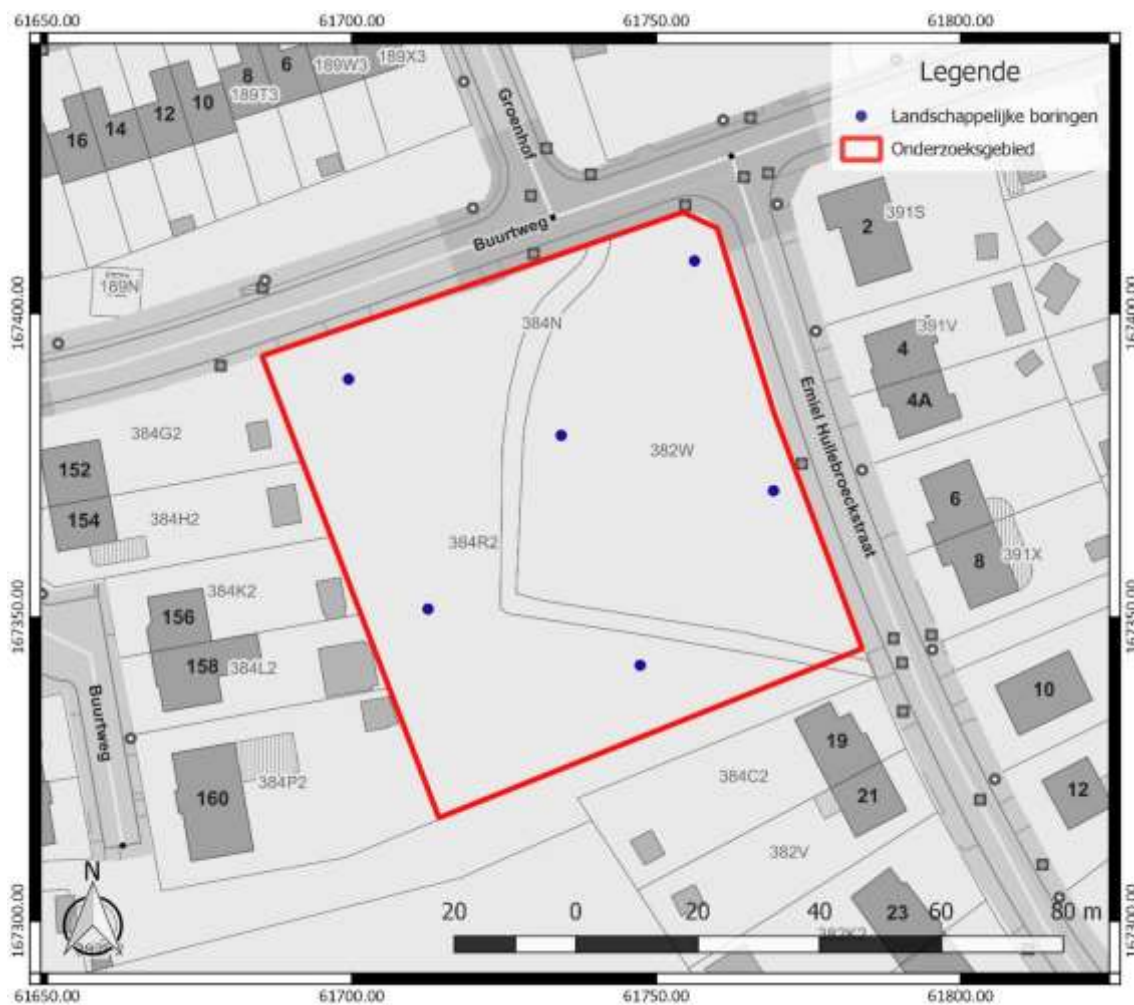 61650.00 61700.00 61750.00 61800.00
Legende
Landschappelijke boringen
Onderzoeksgebied
6
189W3
189X3
8
189T3
10
12
14
16
Groenhof
Buurtweg
189N
2
391S
167400.00
167400.00
384N
391V
4
4A
384G2
152
382W
Emiel Hullebroeckstraat
154
384H2
384R2
6
8
391X
167350.00
167350.00
156
384K2
158
384L2
Buurtweg
10
160
384P2
19
21
384C2
12
382V
N
20 0 20 40 60 80 m
23
382K2
167300.00
167300.00
61650.00 61700.00 61750.00 61800.00